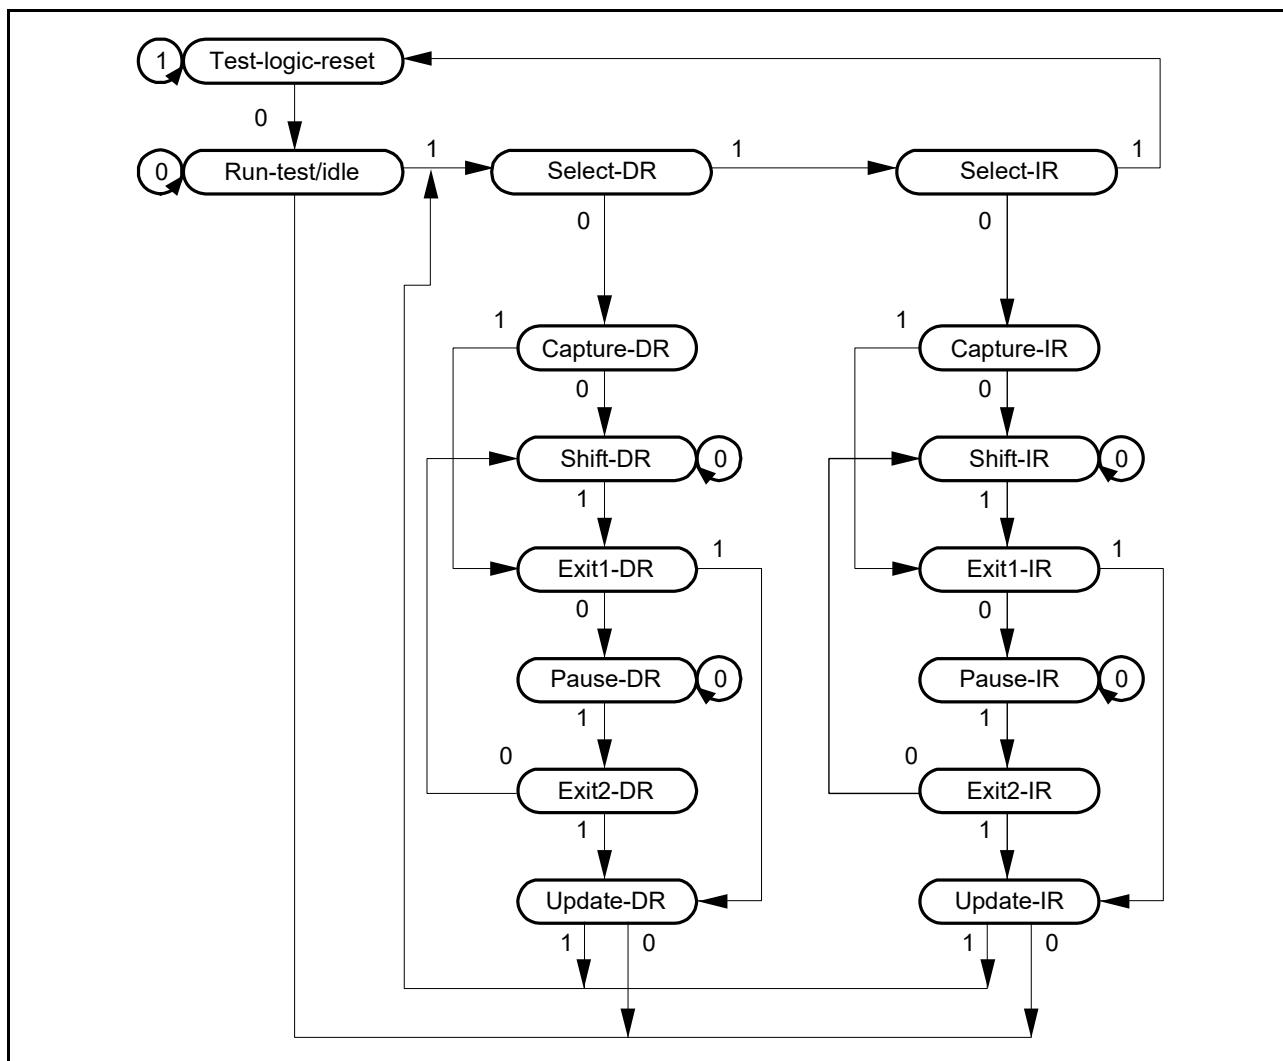 1 Test-logic-reset
0
0 Run-test/idle 1 Select-DR 1 Select-IR 1
0 0
1 1
Capture-DR Capture-IR
0 0
Shift-DR 0 Shift-IR 0
1 1
1 1
Exit1-DR Exit1-IR
0 0
Pause-DR 0 Pause-IR 0
1 1
0 0
Exit2-DR Exit2-IR
1 1
Update-DR Update-IR
1 0 1 0